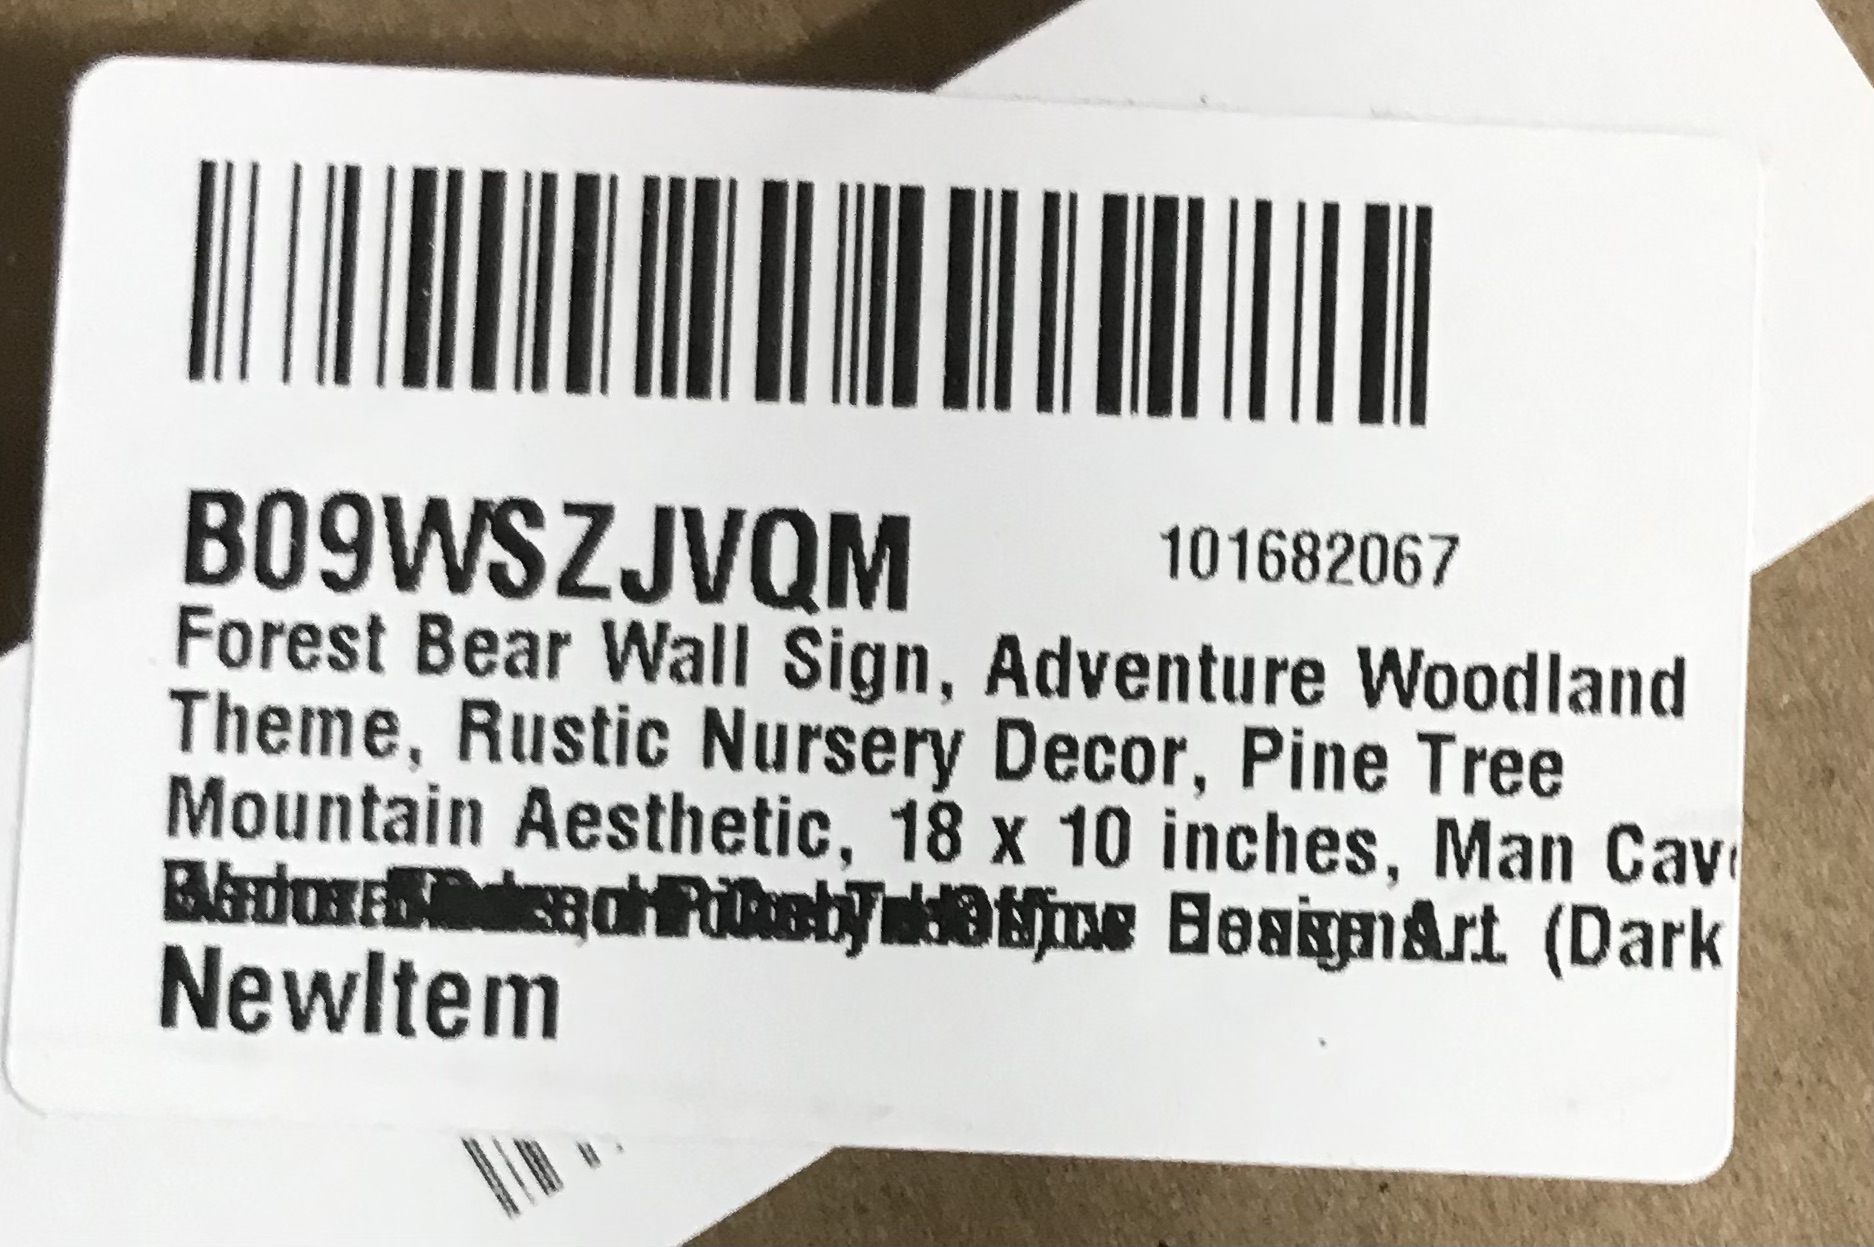 B09WSZJVQM 101682067
Forest Bear Wall Sign, Adventure Woodland
Theme, Rustic Nursery Decor, Pine Tree
Mountain Aesthetic, 18 x 10 inches, Man Cav
(Dark
NewItem